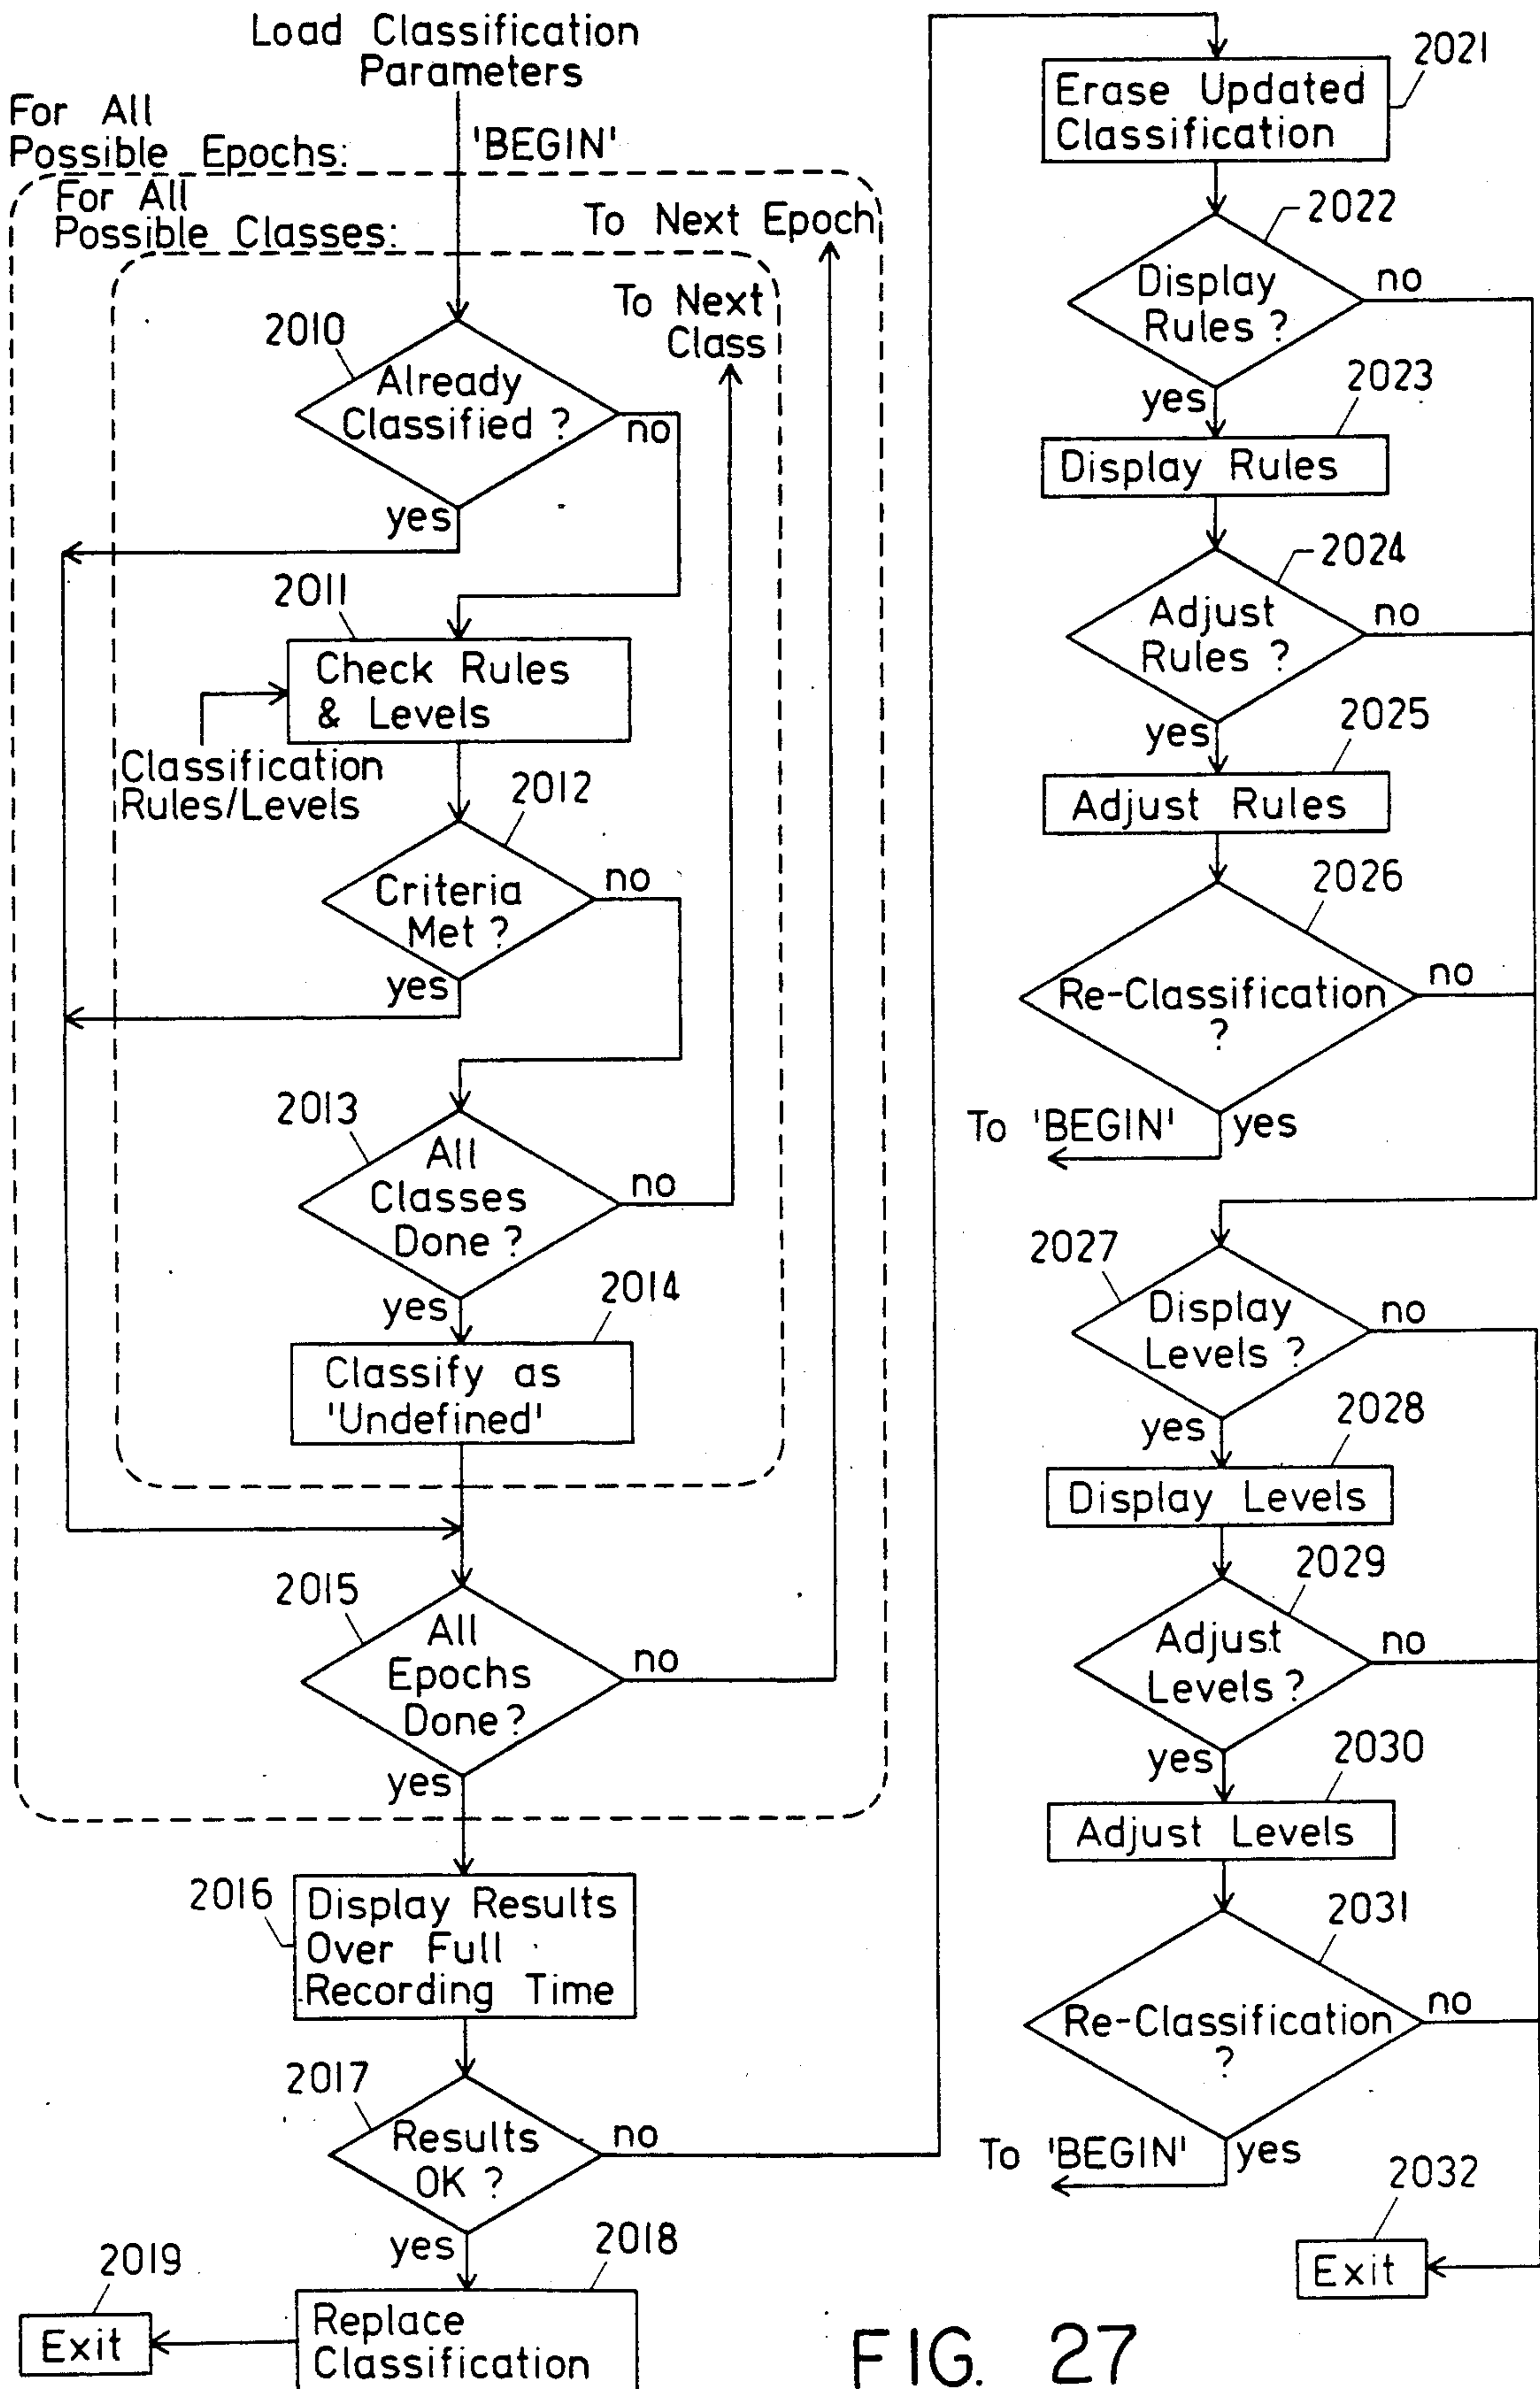 Load Classification
Parameters
For All
Possible Epochs:
'BEGIN'
For All
Possible Classes:
To Next Epoch
To Next
Class
2010
Already
Classified ?
no
yes
2011
Check Rules
& Levels
Classification
Rules/Levels
2012
Criteria
Met ?
no
yes
2013
All
Classes
Done ?
no
yes
2014
Classify as
'Undefined'
2015
All
Epochs
Done ?
no
yes
2016
Display Results
Over Full
Recording Time
2017
Results
OK ?
no
yes
2018
2019
Exit
Replace
Classification
2021
Erase Updated
Classification
2022
Display
Rules ?
no
yes
2023
Display Rules
2024
Adjust
Rules ?
no
yes
2025
Adjust Rules
2026
Re-Classification
?
no
To 'BEGIN'
yes
2027
Display
Levels ?
no
yes
2028
Display Levels
2029
Adjust
Levels ?
no
yes
2030
Adjust Levels
2031
Re-Classification
?
no
To 'BEGIN'
yes
2032
Exit
FIG. 27